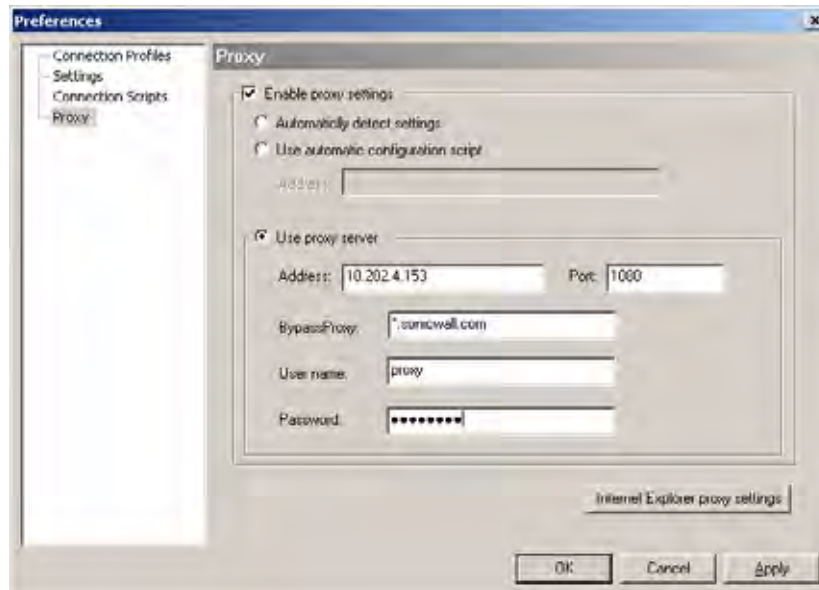 Preferences
Connection Profiles
Settings
Connection Scripts
Proxy
Proxy
Enable proxy settings
Automaticlly detect settings
Use automatic configuration script
Address:
Use proxy server
Address: 10.202.4.153 Port: 1080
BypassProxy: *.sonicwall.com
User name: proxy
Password: ●●●●●●●●
Internet Explorer proxy settings
OK Cancel Apply